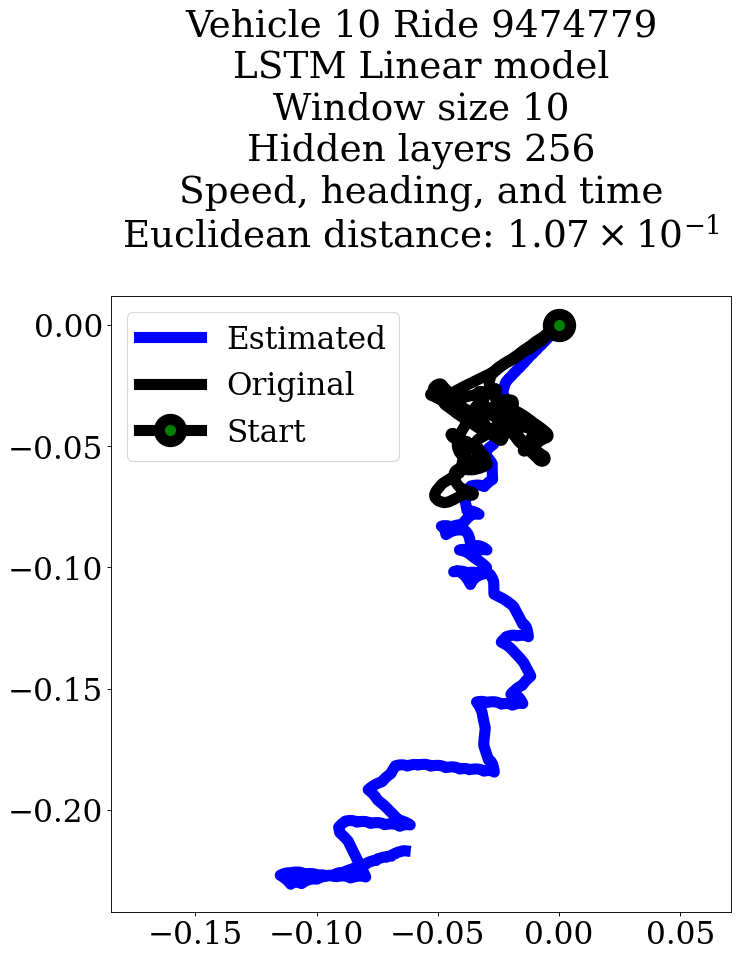 Vehicle 10 Ride 9474779
LSTM Linear model
Window size 10
Hidden layers 256
Speed, heading, and time
Euclidean distance: 1.07 × 10⁻¹
Estimated
Original
Start
0.00
−0.05
−0.10
−0.15
−0.20
−0.15 −0.10 −0.05 0.00 0.05